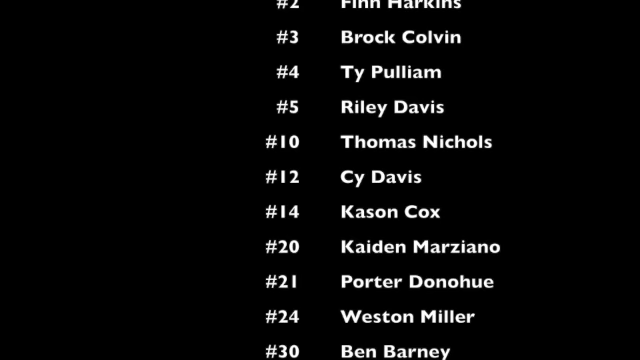 #2 Finn Harkins
#3 Brock Colvin
#4 Ty Pulliam
#5 Riley Davis
#10 Thomas Nichols
#12 Cy Davis
#14 Kason Cox
#20 Kaiden Marziano
#21 Porter Donohue
#24 Weston Miller
#30 Ben Barney